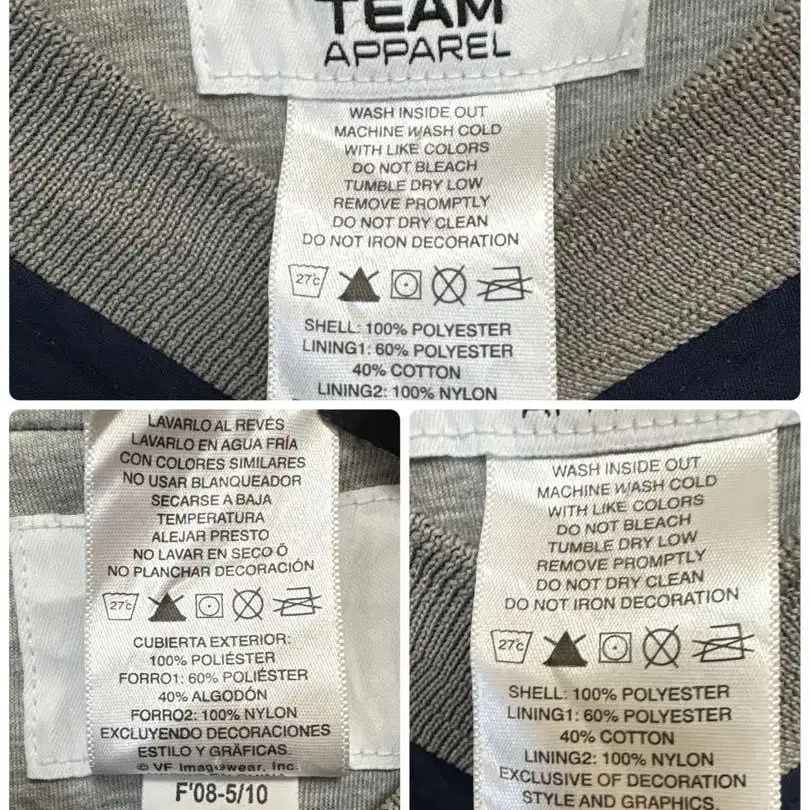 TEAM
APPAREL
WASH INSIDE OUT
MACHINE WASH COLD
WITH LIKE COLORS
DO NOT BLEACH
TUMBLE DRY LOW
REMOVE PROMPTLY
DO NOT DRY CLEAN
DO NOT IRON DECORATION
27c
SHELL: 100% POLYESTER
LINING1: 60% POLYESTER
40% COTTON
LINING2: 100% NYLON
LAVARLO AL REVÉS
LAVARLO EN AGUA FRÍA
CON COLORES SIMILARES
NO USAR BLANQUEADOR
SECARSE A BAJA
TEMPERATURA
ALEJAR PRESTO
NO LAVAR EN SECO Ö
NO PLANCHAR DECORACIÓN
27c
CUBIERTA EXTERIOR:
100% POLIÉSTER
FORRO1: 60% POLIÉSTER
40% ALGODÓN
FORRO2: 100% NYLON
EXCLUYENDO DECORACIONES
ESTILO Y GRÁFICAS.
© VF Imagewear, Inc.
F'08-5/10
WASH INSIDE OUT
MACHINE WASH COLD
WITH LIKE COLORS
DO NOT BLEACH
TUMBLE DRY LOW
REMOVE PROMPTLY
DO NOT DRY CLEAN
DO NOT IRON DECORATION
27c
SHELL: 100% POLYESTER
LINING1: 60% POLYESTER
40% COTTON
LINING2: 100% NYLON
EXCLUSIVE OF DECORATION
STYLE AND GRAPHICS